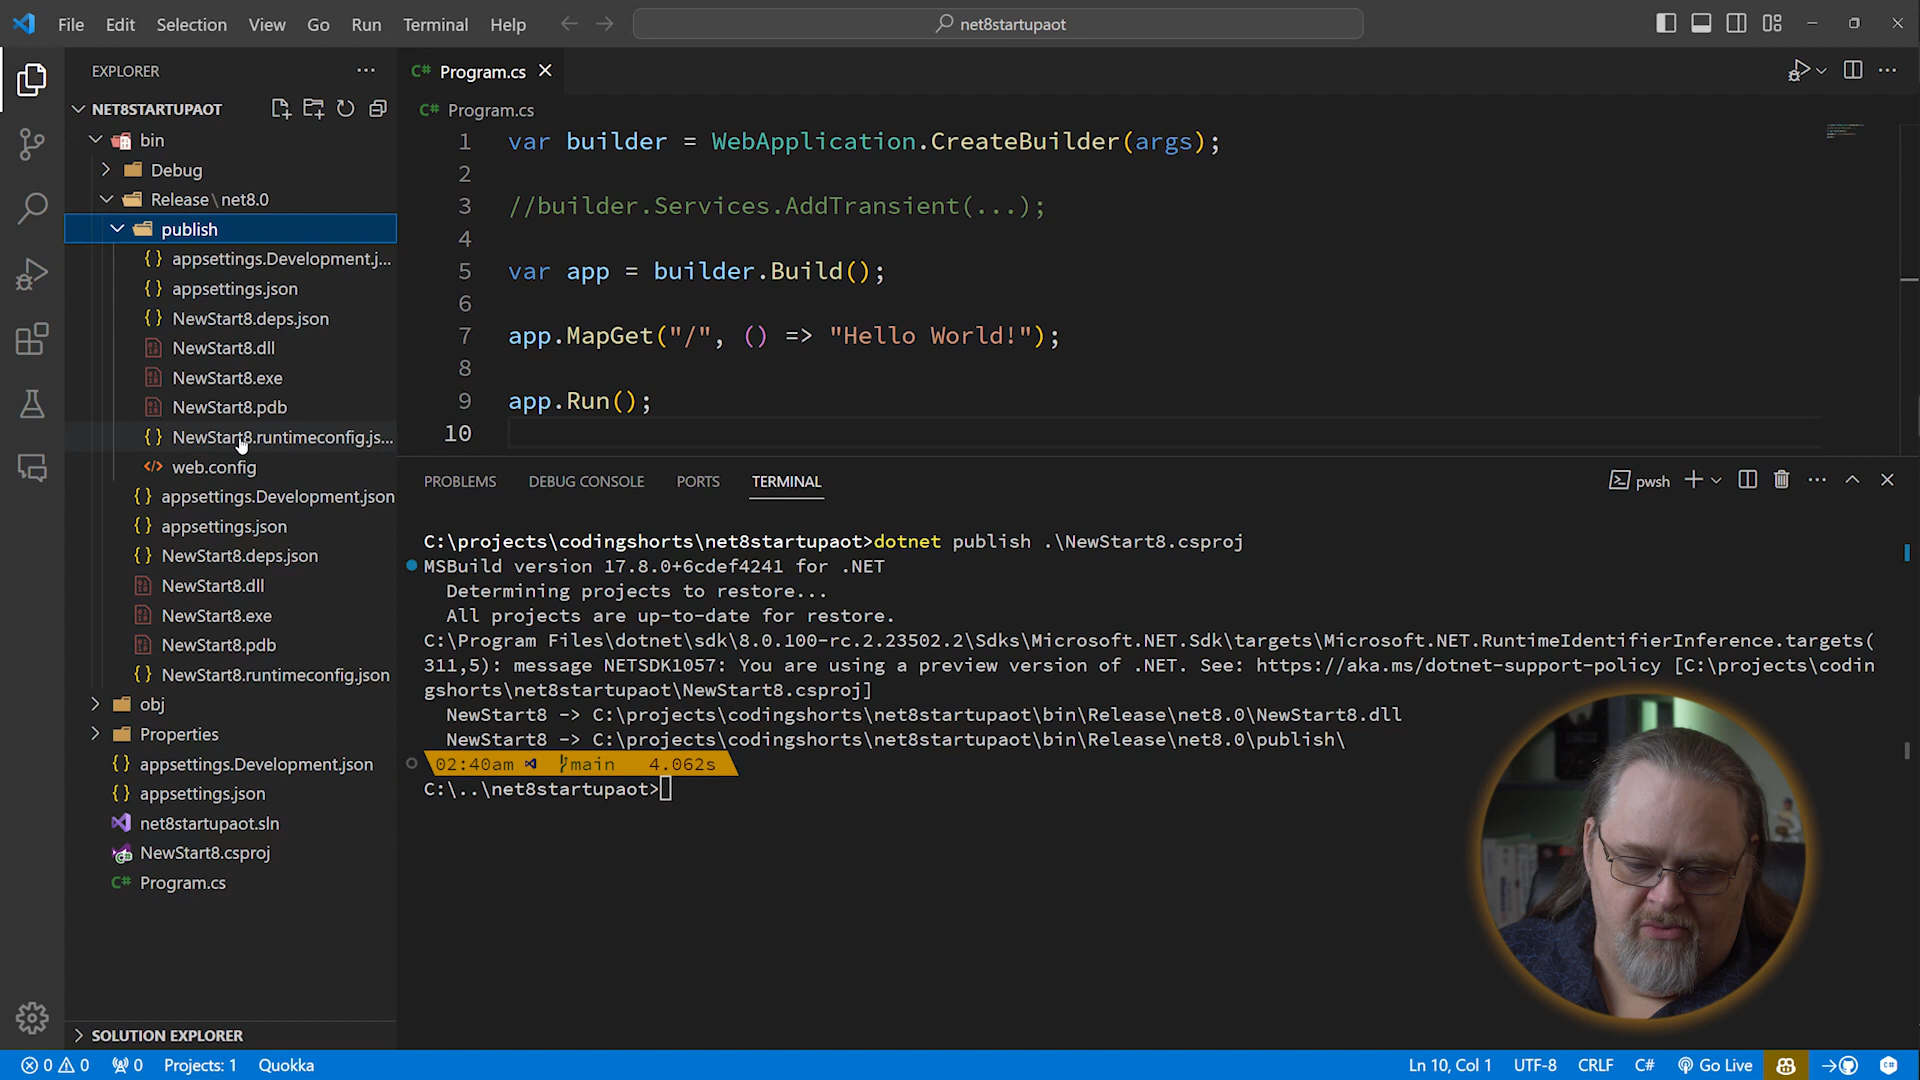 File Edit Selection View Go Run Terminal Help
net8startupaot
EXPLORER
NET8STARTUPAOT
bin
Debug
Release\net8.0
publish
appsettings.Development.j...
appsettings.json
NewStart8.deps.json
NewStart8.dll
NewStart8.exe
NewStart8.pdb
NewStart8.runtimeconfig.js...
web.config
appsettings.Development.json
appsettings.json
NewStart8.deps.json
NewStart8.dll
NewStart8.exe
NewStart8.pdb
NewStart8.runtimeconfig.json
obj
Properties
appsettings.Development.json
appsettings.json
net8startupaot.sln
NewStart8.csproj
C# Program.cs
SOLUTION EXPLORER
C# Program.cs
C# Program.cs
1 var builder = WebApplication.CreateBuilder(args);
2
3 //builder.Services.AddTransient(...);
4
5 var app = builder.Build();
6
7 app.MapGet("/", () => "Hello World!");
8
9 app.Run();
10
PROBLEMS DEBUG CONSOLE PORTS TERMINAL
pwsh
C:\projects\codingshorts\net8startupaot>dotnet publish .\NewStart8.csproj
MSBuild version 17.8.0+6cdef4241 for .NET
Determining projects to restore...
All projects are up-to-date for restore.
C:\Program Files\dotnet\sdk\8.0.100-rc.2.23502.2\Sdks\Microsoft.NET.Sdk\targets\Microsoft.NET.RuntimeIdentifierInference.targets(
311,5): message NETSDK1057: You are using a preview version of .NET. See: https://aka.ms/dotnet-support-policy [C:\projects\codin
gshorts\net8startupaot\NewStart8.csproj]
NewStart8 -> C:\projects\codingshorts\net8startupaot\bin\Release\net8.0\NewStart8.dll
NewStart8 -> C:\projects\codingshorts\net8startupaot\bin\Release\net8.0\publish\
02:40am main 4.062s
C:\..\net8startupaot>
0 0 0 Projects: 1 Quokka
Ln 10, Col 1 UTF-8 CRLF C# Go Live